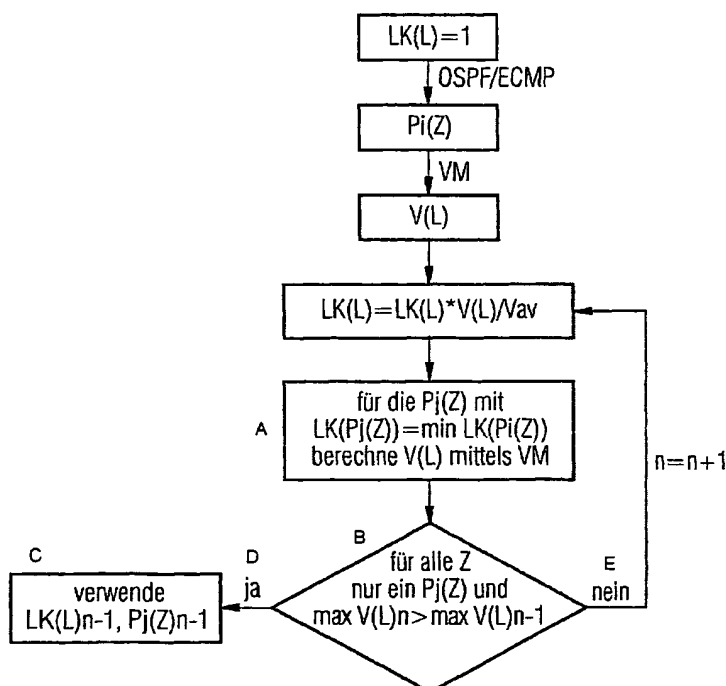 LK(L)=1
OSPF/ECMP
Pi(Z)
VM
V(L)
LK(L)=LK(L)*V(L)/Vav
A
für die Pj(Z) mit
LK(Pj(Z))=min LK(Pi(Z))
berechne V(L) mittels VM
n=n+1
B
für alle Z
nur ein Pj(Z) und
max V(L)n>max V(L)n-1
C
D
ja
verwende
LK(L)n-1, Pj(Z)n-1
E
nein